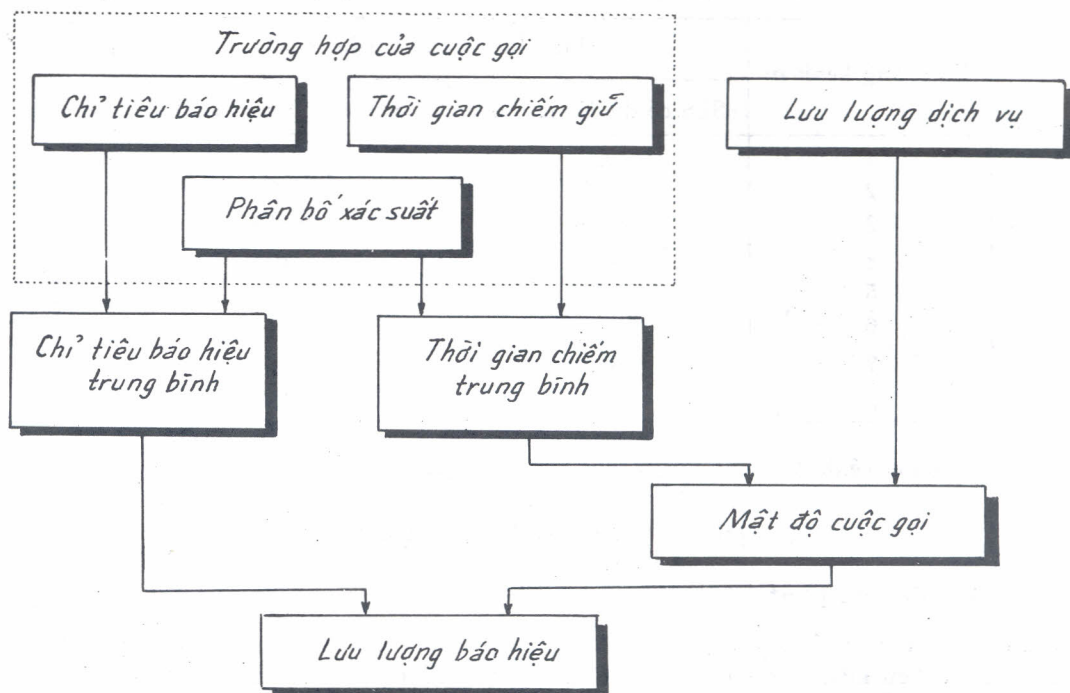 Trường hợp của cuộc gọi
Chỉ tiêu báo hiệu
Thời gian chiếm giữ
Lưu lượng dịch vụ
Phân bố xác suất
Chỉ tiêu báo hiệu
trung bình
Thời gian chiếm
trung bình
Mật độ cuộc gọi
Lưu lượng báo hiệu